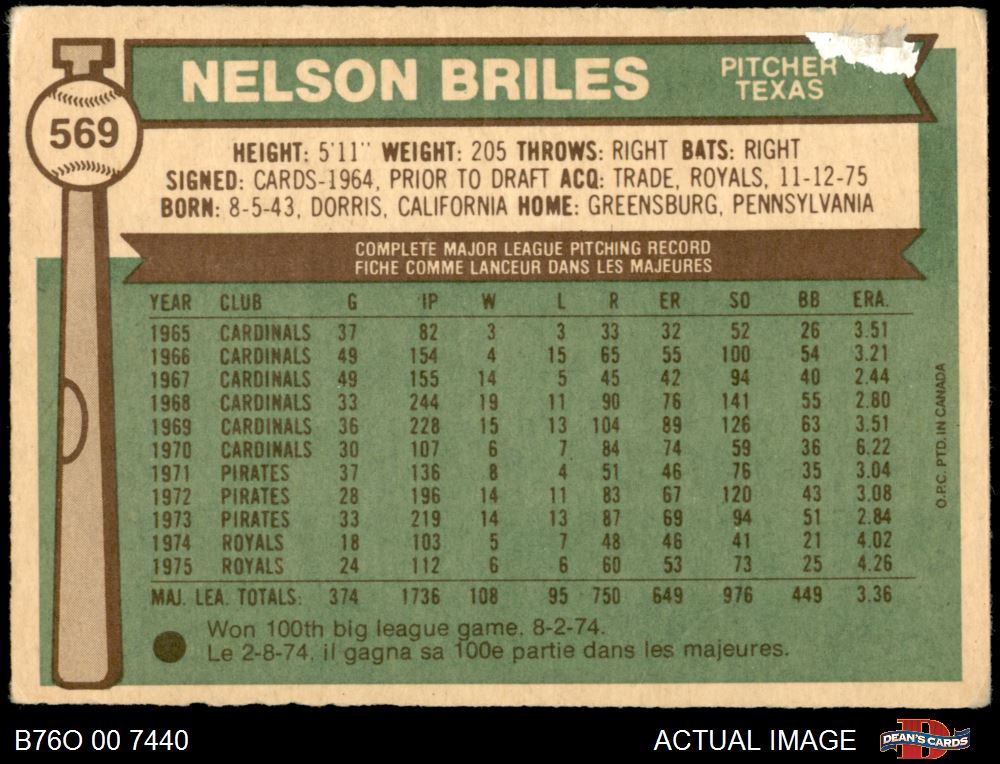 NELSON BRILES
PITCHER
TEXAS
569
HEIGHT: 5'11" WEIGHT: 205 THROWS: RIGHT BATS: RIGHT
SIGNED: CARDS-1964, PRIOR TO DRAFT ACQ: TRADE, ROYALS, 11-12-75
BORN: 8-5-43, DORRIS, CALIFORNIA HOME: GREENSBURG, PENNSYLVANIA
COMPLETE MAJOR LEAGUE PITCHING RECORD
FICHE COMME LANCEUR DANS LES MAJEURES
YEAR CLUB G IP W L R ER SO BB ERA.
1965 CARDINALS 37 82 3 3 33 32 52 26 3.51
1966 CARDINALS 49 154 4 15 65 55 100 54 3.21
1967 CARDINALS 49 155 14 5 45 42 94 40 2.44
1968 CARDINALS 33 244 19 11 90 76 141 55 2.80
1969 CARDINALS 36 228 15 13 104 89 126 63 3.51
1970 CARDINALS 30 107 6 7 84 74 59 36 6.22
1971 PIRATES 37 136 8 4 51 46 76 35 3.04
1972 PIRATES 28 196 14 11 83 67 120 43 3.08
1973 PIRATES 33 219 14 13 87 69 94 51 2.84
1974 ROYALS 18 103 5 7 48 46 41 21 4.02
1975 ROYALS 24 112 6 6 60 53 73 25 4.26
MAJ. LEA. TOTALS: 374 1736 108 95 750 649 976 449 3.36
Won 100th big league game, 8-2-74.
Le 2-8-74, il gagna sa 100e partie dans les majeures.
O.P.C. PTD. IN CANADA
B76O 00 7440
ACTUAL IMAGE
D
DEAN'S CARDS